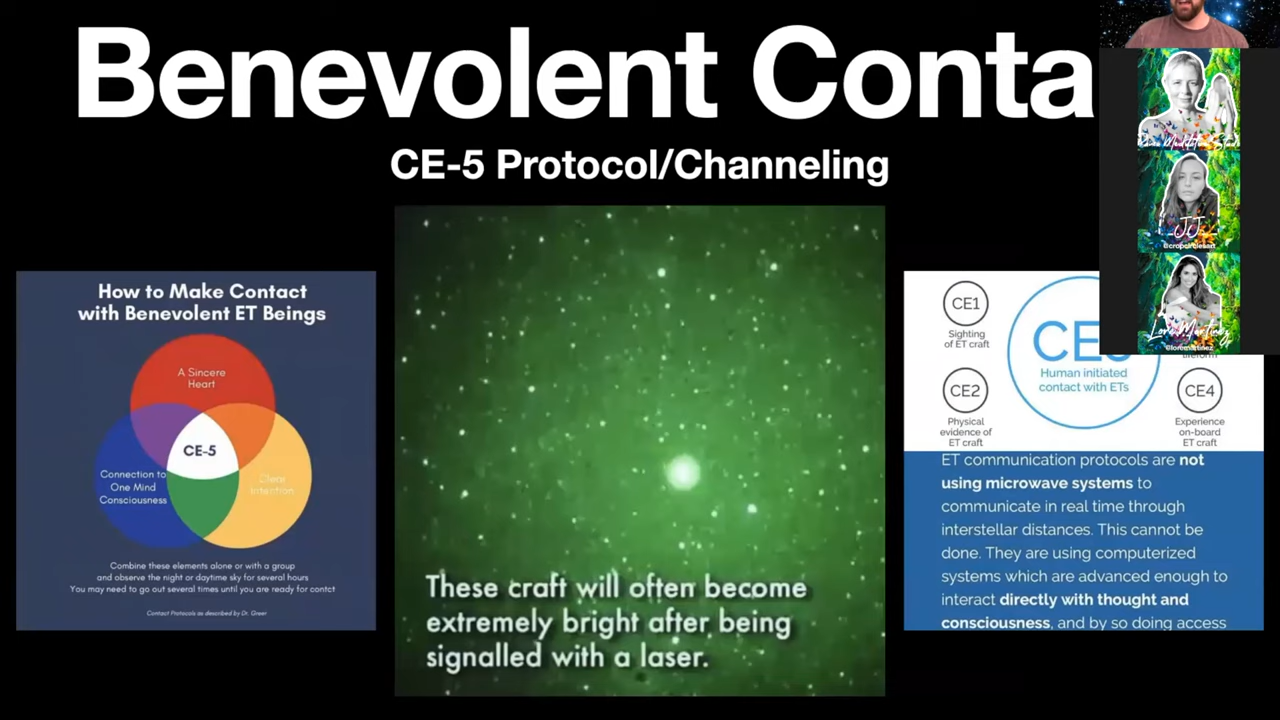 Benevolent Conta
CE-5 Protocol/Channeling
How to Make Contact
with Benevolent ET Beings
A Sincere
Heart
CE-5
Connection to
One Mind
Consciousness
Clear
Intention
Combine these elements alone or with a group
and observe the night or daytime sky for several hours
You may need to go out several times until you are ready for contct
Contact Protocols as described by Dr. Greer
These craft will often become
extremely bright after being
signalled with a laser.
CE1
Sighting
of ET craft
CE2
Physical
evidence of
ET craft
Human initiated
contact with ETs
CE4
Experience
on-board
ET craft
ET communication protocols are not
using microwave systems to
communicate in real time through
interstellar distances. This cannot be
done. They are using computerized
systems which are advanced enough to
interact directly with thought and
consciousness, and by so doing access
JJ
Lore Martinez
@loremartinez